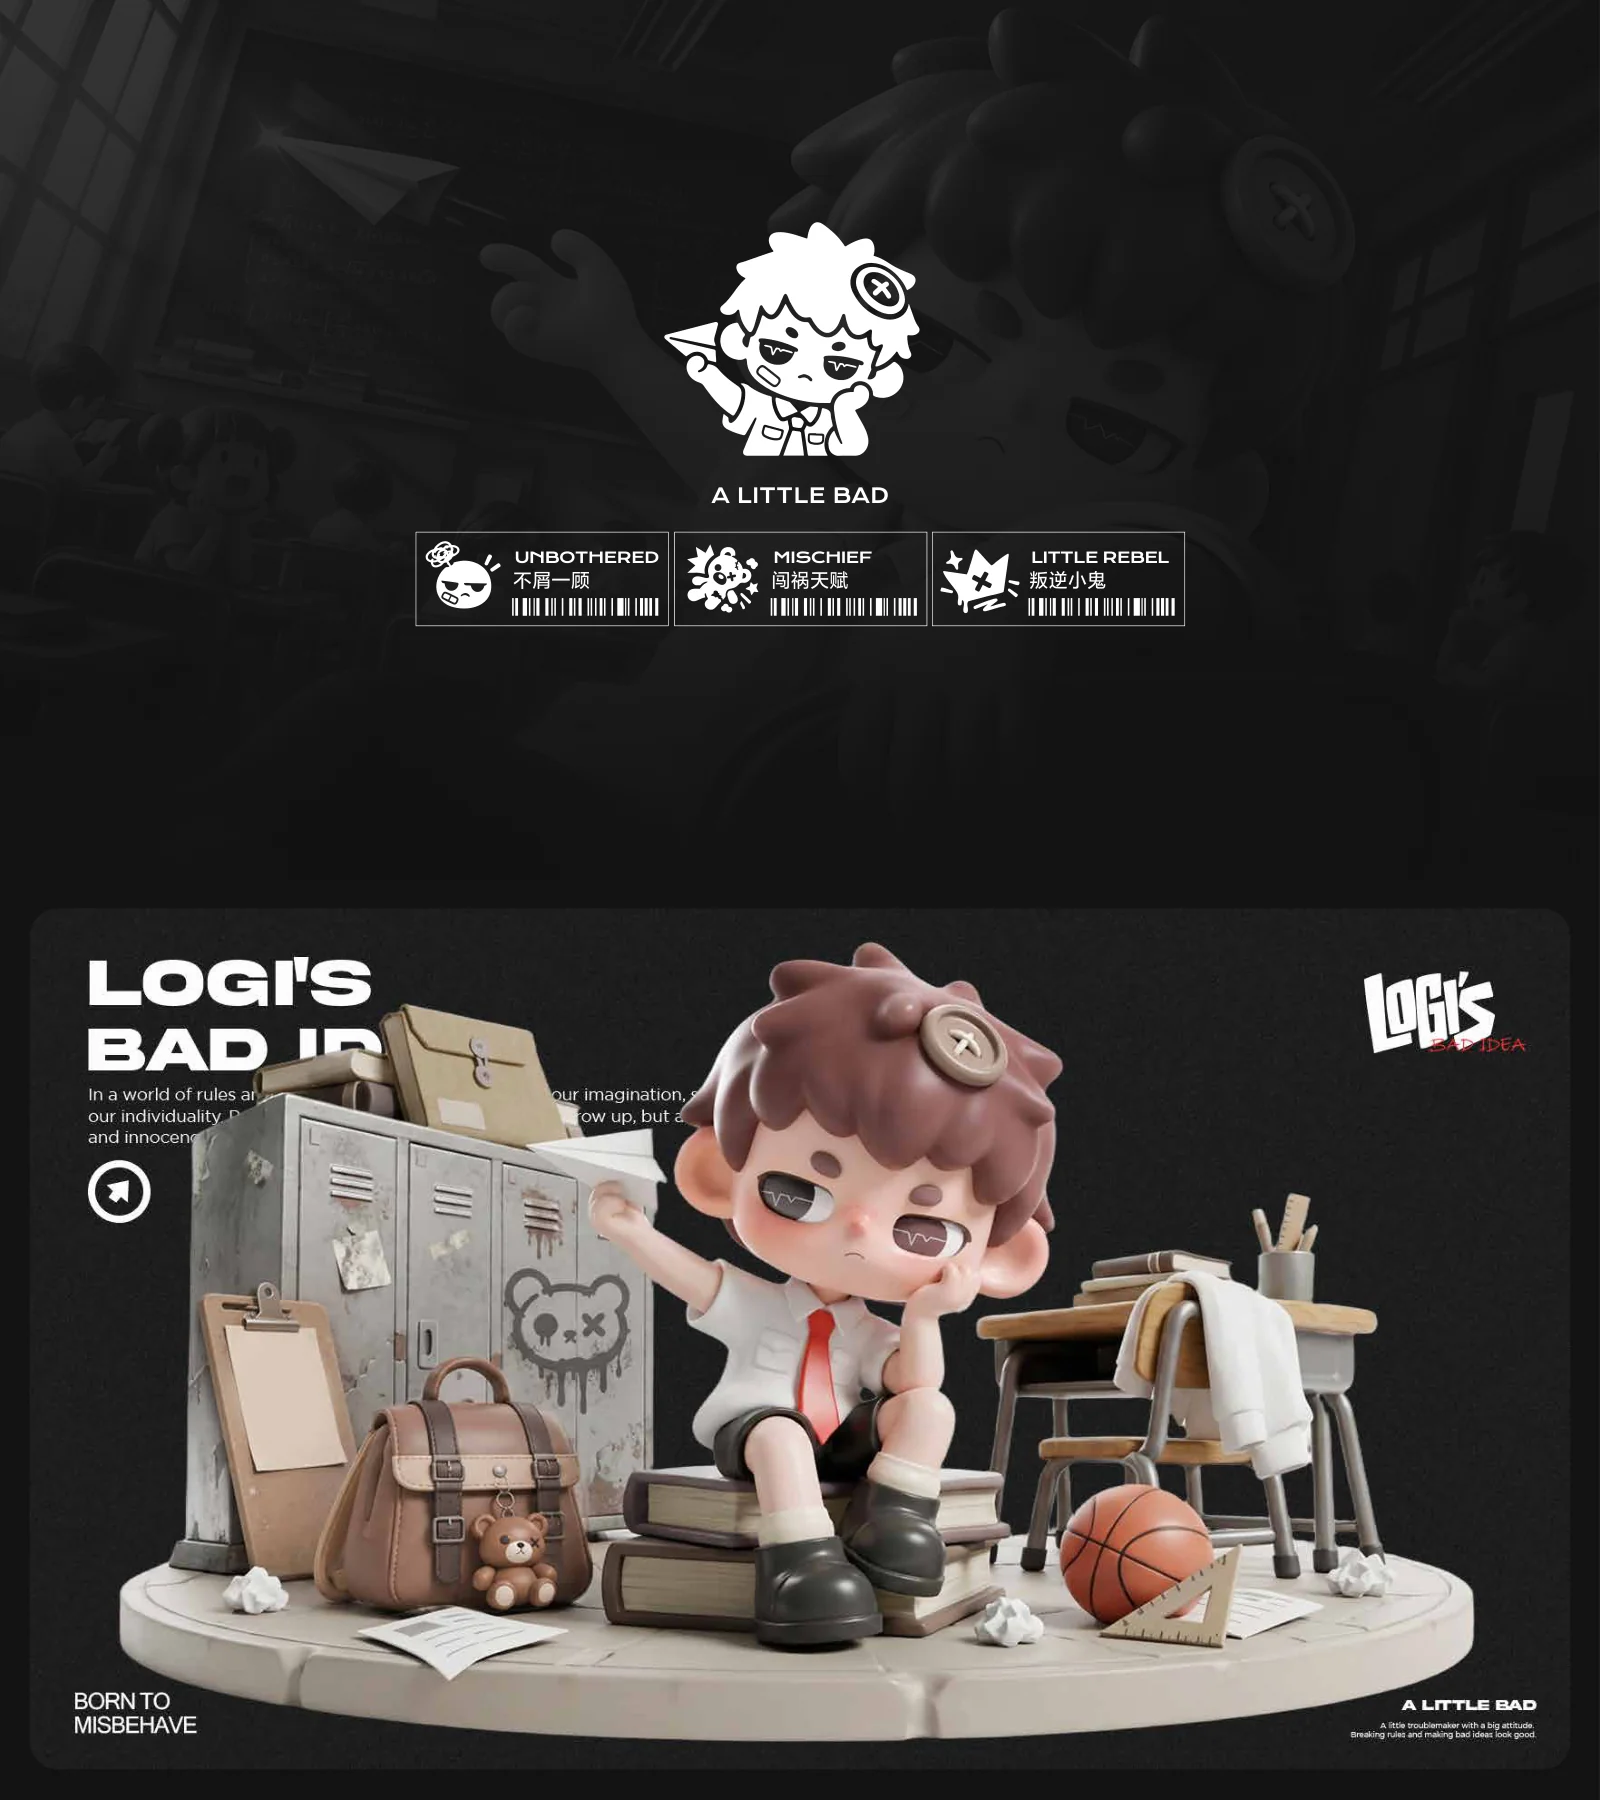 A LITTLE BAD
UNBOTHERED
不屑一顾
MISCHIEF
闯祸天赋
LITTLE REBEL
叛逆小鬼
LOGI'S
BAD ID
LOGI'S
BAD IDEA
In a world of rules
our imagination,
our individuality.
row up, but
and
BORN TO
MISBEHAVE
A LITTLE BAD
A little troublemaker with a big attitude.
Breaking rules and making bad ideas look good.